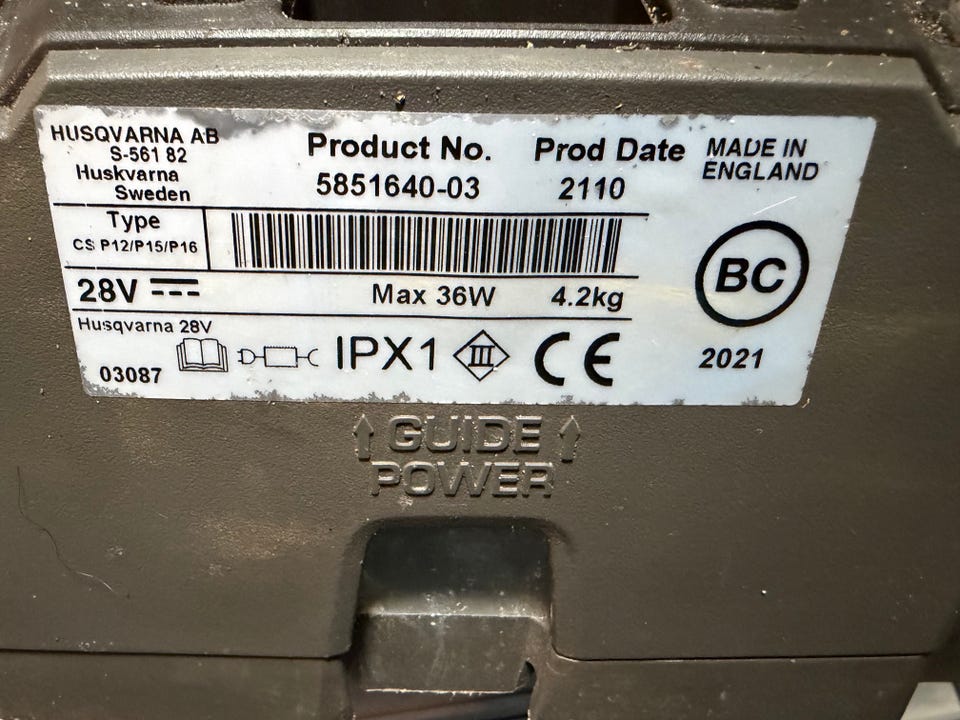 HUSQVARNA AB
S-561 82
Huskvarna
Sweden
Product No.
5851640-03
Prod Date
2110
MADE IN
ENGLAND
Type
CS P12/P15/P16
28V
Max 36W
4.2kg
BC
Husqvarna 28V
03087
IPX1
III
CE
2021
↑ GUIDE ↑
POWER